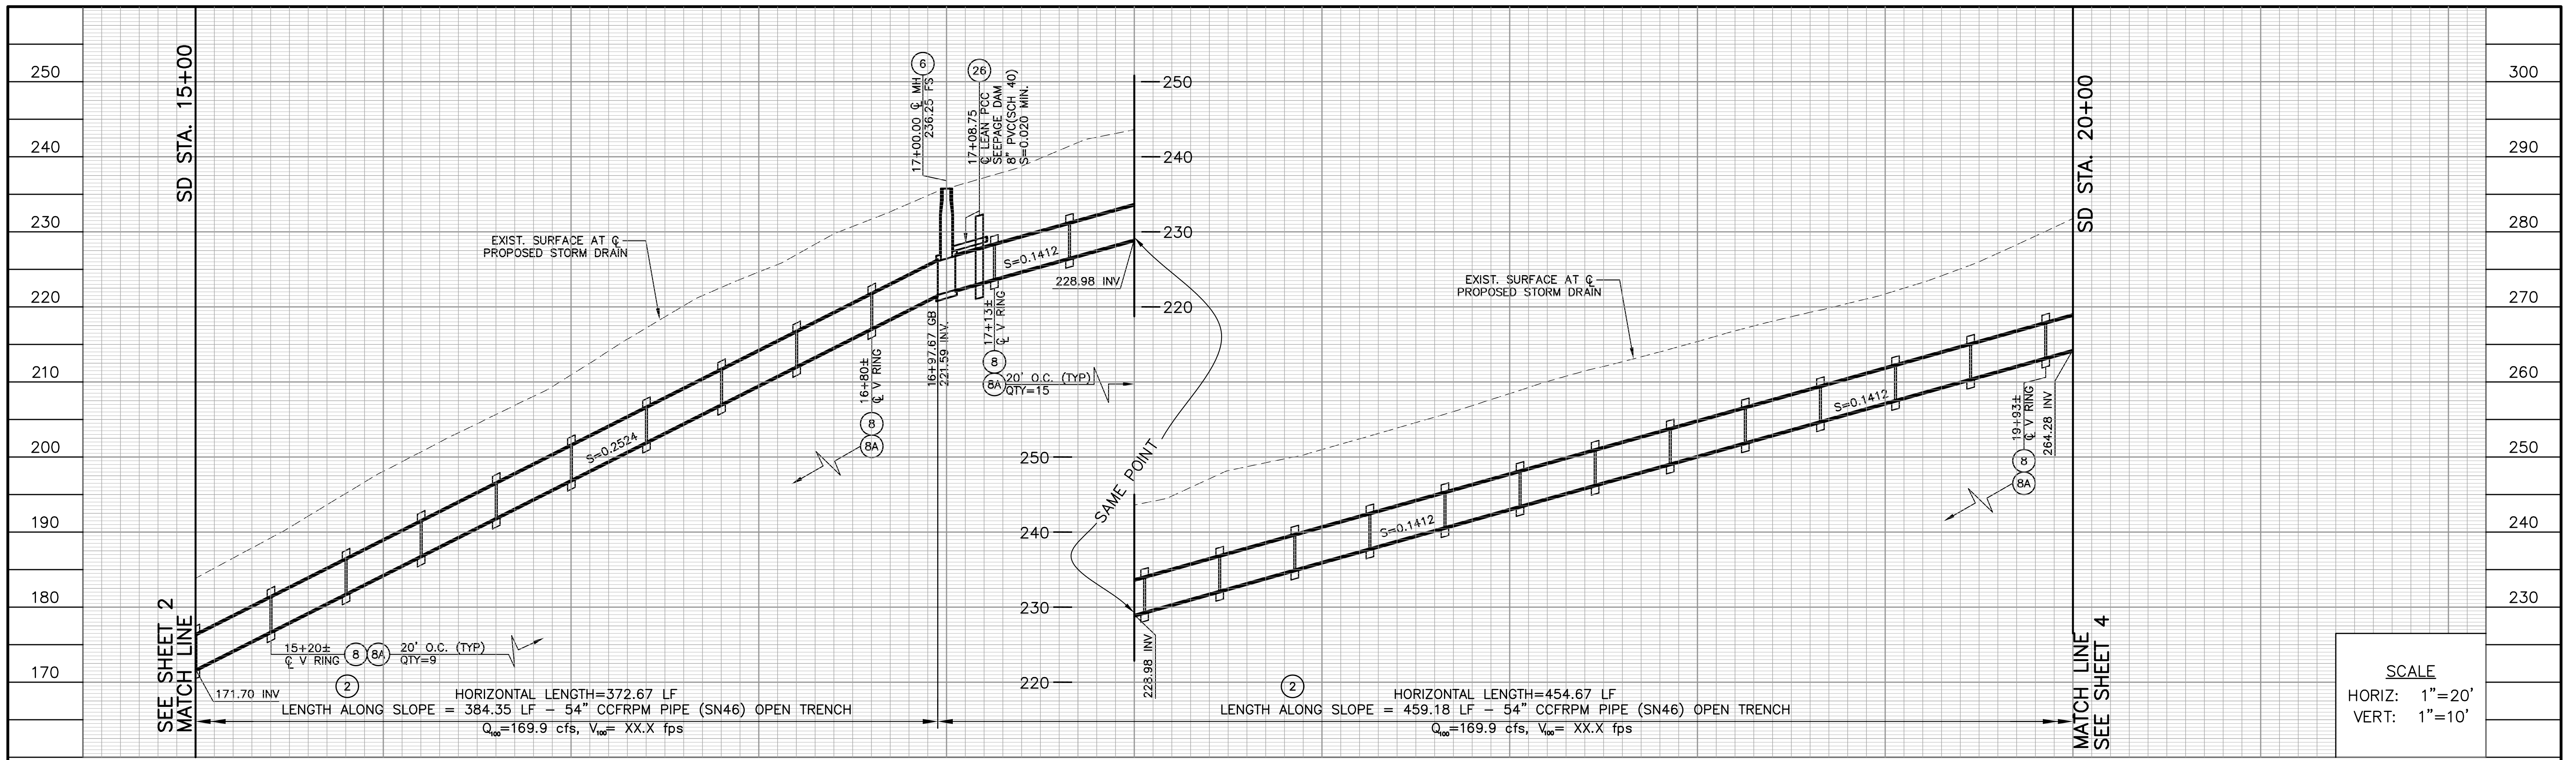 250
240
230
220
210
200
190
180
170
SD STA. 15+00
SEE SHEET 2
MATCH LINE
EXIST. SURFACE AT ℄
PROPOSED STORM DRAIN
S=0.2524
15+20±
℄ V RING
8
8A
20' O.C. (TYP)
QTY=9
171.70 INV
2
HORIZONTAL LENGTH=372.67 LF
LENGTH ALONG SLOPE = 384.35 LF – 54" CCFRPM PIPE (SN46) OPEN TRENCH
Q₁₀₀=169.9 cfs, V₁₀₀= XX.X fps
16+80±
℄ V RING
8
8A
6
17+00.00 ℄ MH
236.25 FS
26
17+08.75
℄ LEAN PCC
SEEPAGE DAM
8" PVC(SCH 40)
S=0.020 MIN.
16+97.67 GB
221.59 INV.
17+13±
℄ V RING
8
8A
20' O.C. (TYP)
QTY=15
S=0.1412
228.98 INV
250
240
230
220
SAME POINT
250
240
230
220
228.98 INV
EXIST. SURFACE AT ℄
PROPOSED STORM DRAIN
S=0.1412
S=0.1412
2
HORIZONTAL LENGTH=454.67 LF
LENGTH ALONG SLOPE = 459.18 LF – 54" CCFRPM PIPE (SN46) OPEN TRENCH
Q₁₀₀=169.9 cfs, V₁₀₀= XX.X fps
19+93±
℄ V RING
264.28 INV
8
8A
SD STA. 20+00
MATCH LINE
SEE SHEET 4
300
290
280
270
260
250
240
230
SCALE
HORIZ: 1"=20'
VERT: 1"=10'